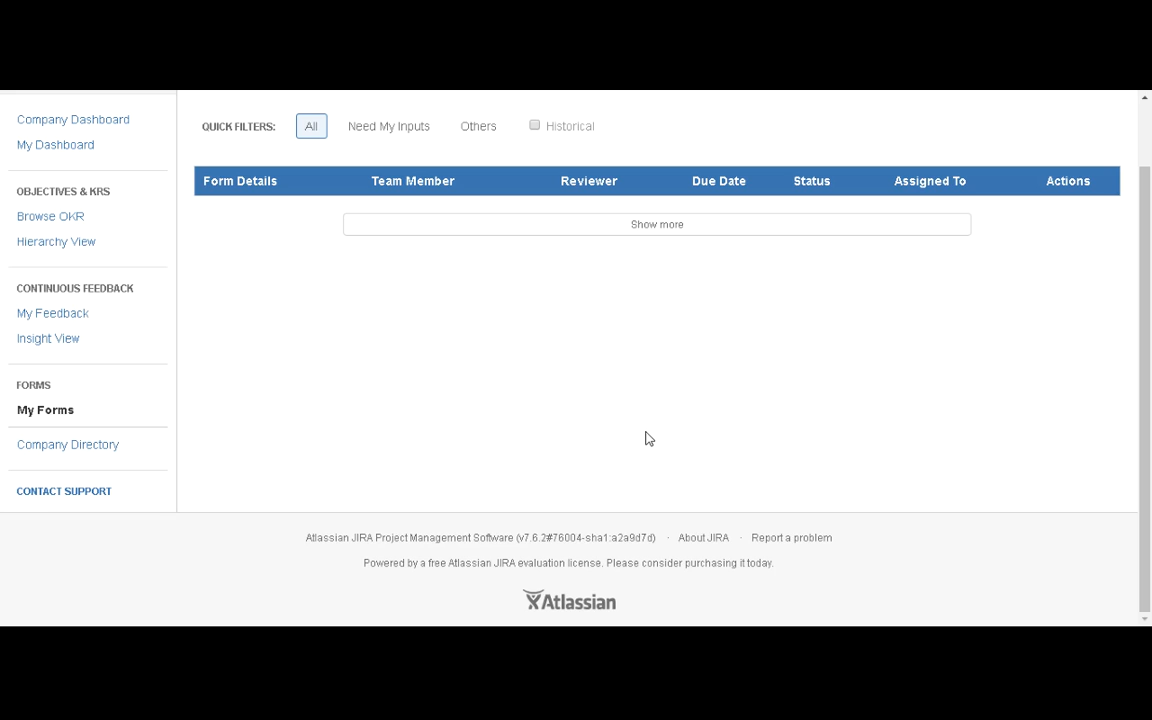 Company Dashboard
My Dashboard
OBJECTIVES & KRS
Browse OKR
Hierarchy View
CONTINUOUS FEEDBACK
My Feedback
Insight View
FORMS
My Forms
Company Directory
CONTACT SUPPORT
QUICK FILTERS: All Need My Inputs Others Historical
Form Details Team Member Reviewer Due Date Status Assigned To Actions
Show more
Atlassian JIRA Project Management Software (v7.6.2#76004-sha1:a2a9d7d) · About JIRA · Report a problem
Powered by a free Atlassian JIRA evaluation license. Please consider purchasing it today.
Atlassian